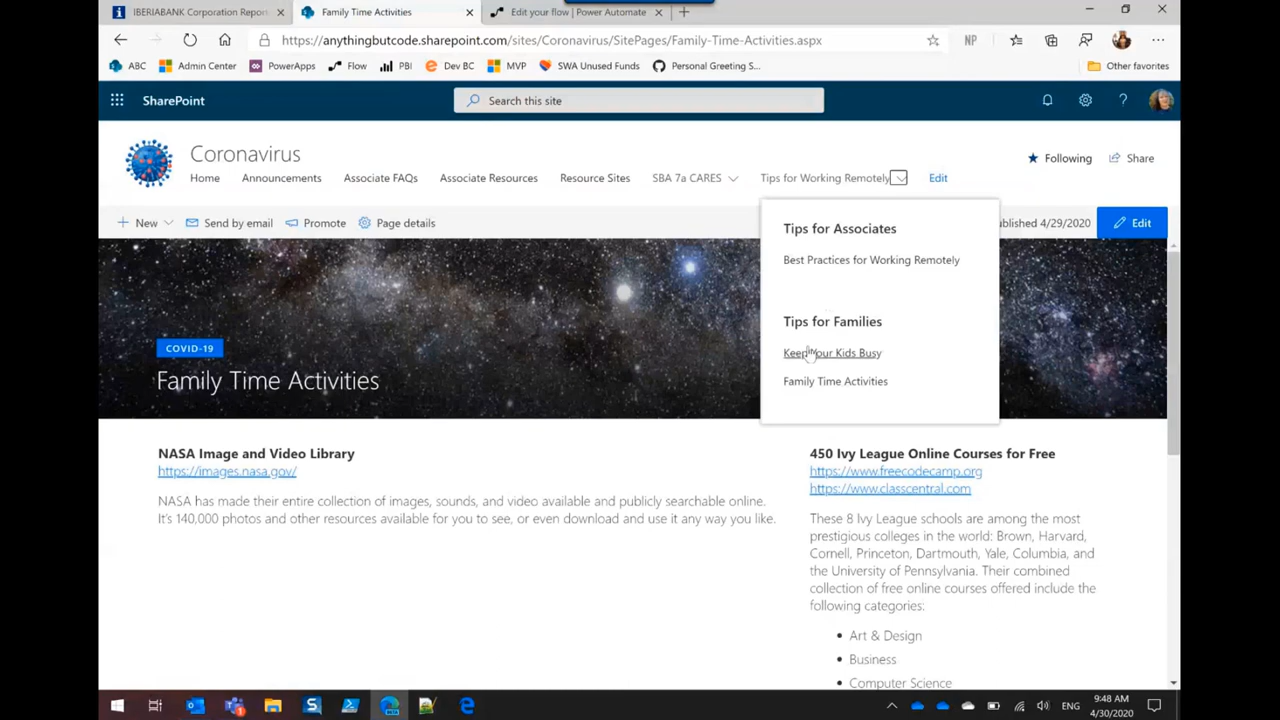 IBERIABANK Corporation Repor
Family Time Activities
Edit your flow | Power Automate
https://anythingbutcode.sharepoint.com/sites/Coronavirus/SitePages/Family-Time-Activities.aspx
NP
ABC
Admin Center
PowerApps
Flow
PBI
Dev BC
MVP
SWA Unused Funds
Personal Greeting S...
Other favorites
SharePoint
Search this site
Coronavirus
Following
Share
Home
Announcements
Associate FAQs
Associate Resources
Resource Sites
SBA 7a CARES
Tips for Working Remotely
Edit
New
Send by email
Promote
Page details
ublished 4/29/2020
Edit
Tips for Associates
Best Practices for Working Remotely
Tips for Families
Keep Your Kids Busy
Family Time Activities
COVID-19
Family Time Activities
NASA Image and Video Library
https://images.nasa.gov/
NASA has made their entire collection of images, sounds, and video available and publicly searchable online.
It's 140,000 photos and other resources available for you to see, or even download and use it any way you like.
450 Ivy League Online Courses for Free
https://www.freecodecamp.org
https://www.classcentral.com
These 8 Ivy League schools are among the most
prestigious colleges in the world: Brown, Harvard,
Cornell, Princeton, Dartmouth, Yale, Columbia, and
the University of Pennsylvania. Their combined
collection of free online courses offered include the
following categories:
Art & Design
Business
Computer Science
ENG
9:48 AM
4/30/2020